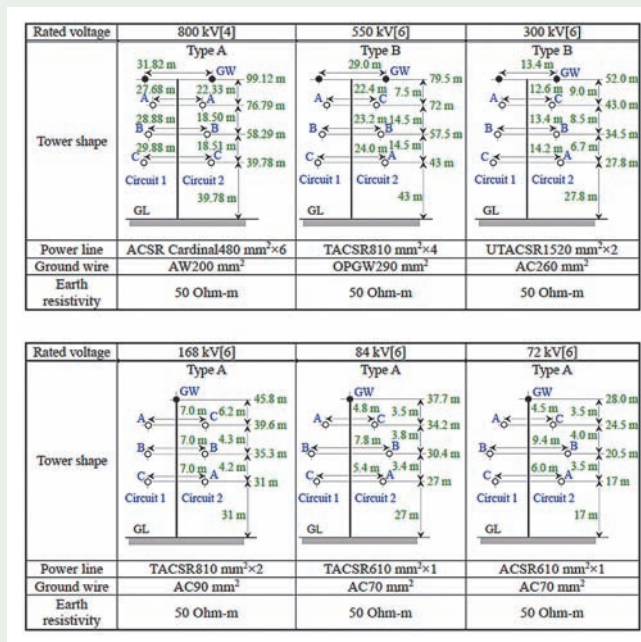 Rated voltage 800 kV[4] 550 kV[6] 300 kV[6]
Tower shape
Type A
31.82 m GW 99.12 m
27.68 m 22.33 m
A A 76.79 m
28.88 m 18.50 m
B B 58.29 m
29.88 m 18.51 m
C C 39.78 m
Circuit 1 Circuit 2
39.78 m
GL
Type B
29.0 m GW 79.5 m
22.4 m 7.5 m
A C 72 m
23.2 m 14.5 m
B B 57.5 m
24.0 m 14.5 m
C A 43 m
Circuit 1 Circuit 2
43 m
GL
Type B
13.4 m GW 52.0 m
12.6 m 9.0 m
A C 43.0 m
13.4 m 8.5 m
B B 34.5 m
14.2 m 6.7 m
C A 27.8 m
Circuit 1 Circuit 2
27.8 m
GL
Power line ACSR Cardinal480 mm²×6 TACSR810 mm²×4 UTACSR1520 mm²×2
Ground wire AW200 mm² OPGW290 mm² AC260 mm²
Earth resistivity 50 Ohm-m 50 Ohm-m 50 Ohm-m
Rated voltage 168 kV[6] 84 kV[6] 72 kV[6]
Tower shape
Type A
GW 45.8 m
7.0 m 6.2 m
A C 39.6 m
7.0 m 4.3 m
B B 35.3 m
7.0 m 4.2 m
C A 31 m
Circuit 1 Circuit 2
31 m
GL
Type A
GW 37.7 m
4.8 m 3.5 m
A C 34.2 m
7.8 m 3.8 m
B B 30.4 m
5.4 m 3.4 m
C A 27 m
Circuit 1 Circuit 2
27 m
GL
Type A
GW 28.0 m
4.5 m 3.5 m
A C 24.5 m
9.4 m 4.0 m
B B 20.5 m
6.0 m 3.5 m
C A 17 m
Circuit 1 Circuit 2
17 m
GL
Power line TACSR810 mm²×2 TACSR610 mm²×1 ACSR610 mm²×1
Ground wire AC90 mm² AC70 mm² AC70 mm²
Earth resistivity 50 Ohm-m 50 Ohm-m 50 Ohm-m